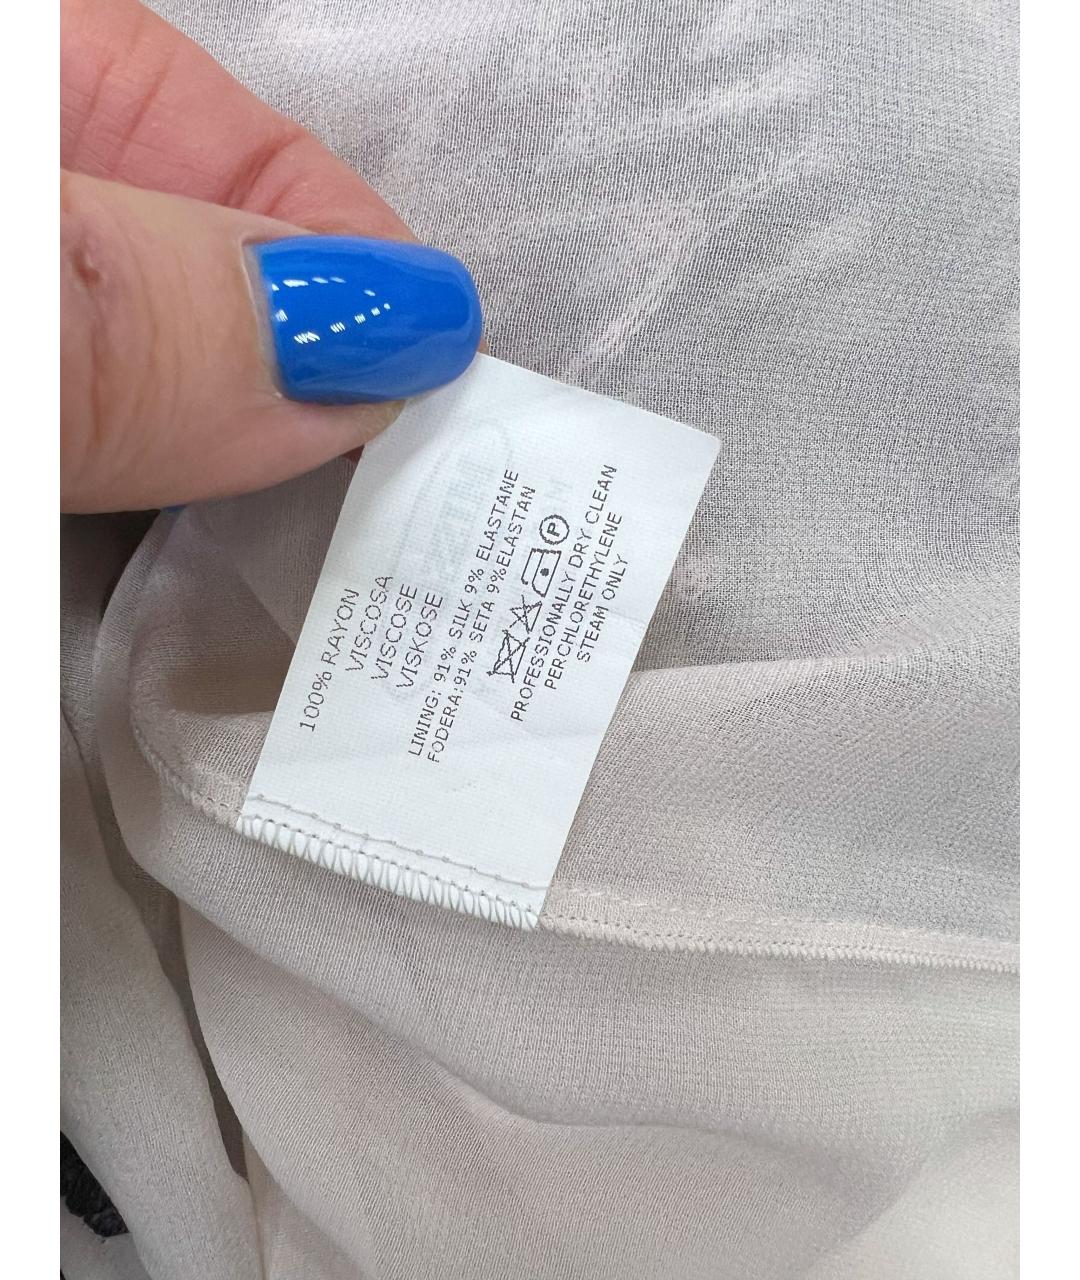 100% RAYON
VISCOSA
VISCOSE
VISKOSE
LINING: 91% SILK 9% ELASTANE
FODERA:91% SETA 9%ELASTAN
P
PROFESSIONALLY DRY CLEAN
PERCHLORETHYLENE
STEAM ONLY